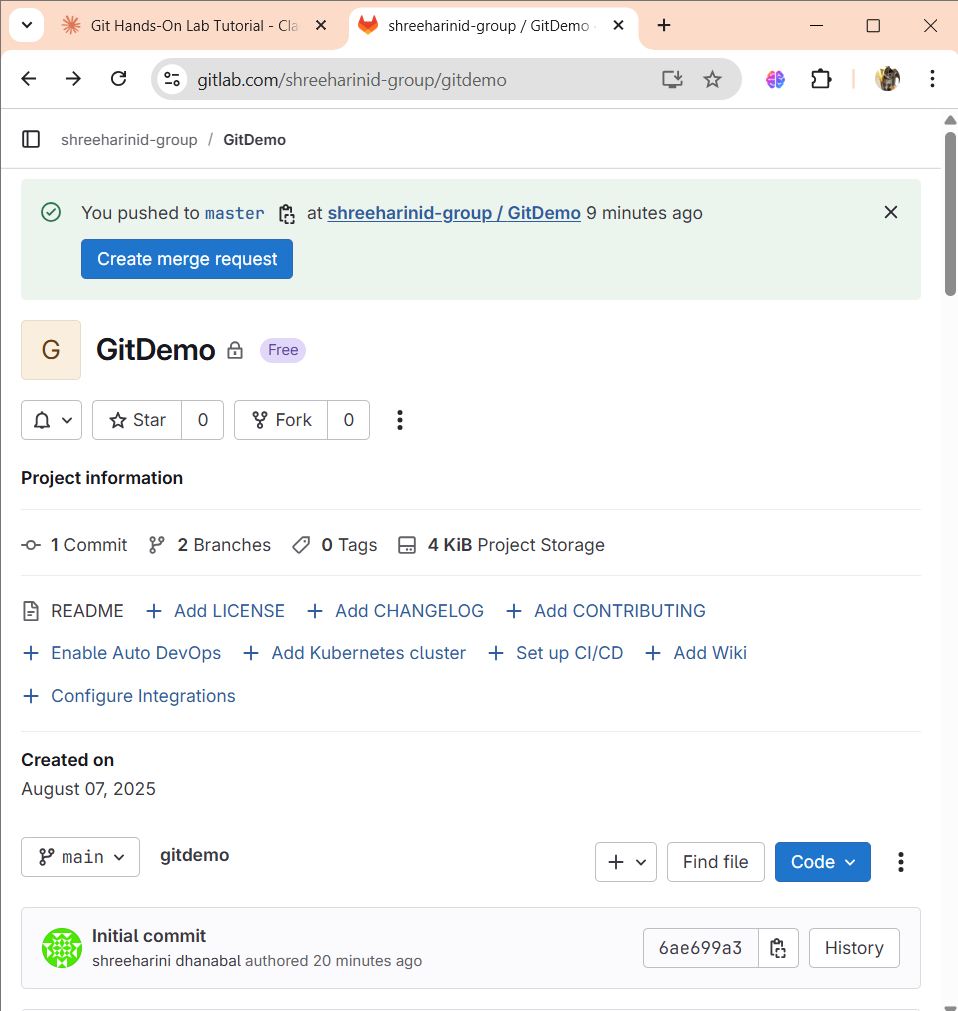 Git Hands-On Lab Tutorial - Cla
shreeharinid-group / GitDemo ·
gitlab.com/shreeharinid-group/gitdemo
shreeharinid-group / GitDemo
You pushed to master at shreeharinid-group / GitDemo 9 minutes ago
Create merge request
G GitDemo Free
Star 0 Fork 0
Project information
1 Commit 2 Branches 0 Tags 4 KiB Project Storage
README Add LICENSE Add CHANGELOG Add CONTRIBUTING
Enable Auto DevOps Add Kubernetes cluster Set up CI/CD Add Wiki
Configure Integrations
Created on
August 07, 2025
main gitdemo Find file Code
Initial commit
shreeharini dhanabal authored 20 minutes ago
6ae699a3 History